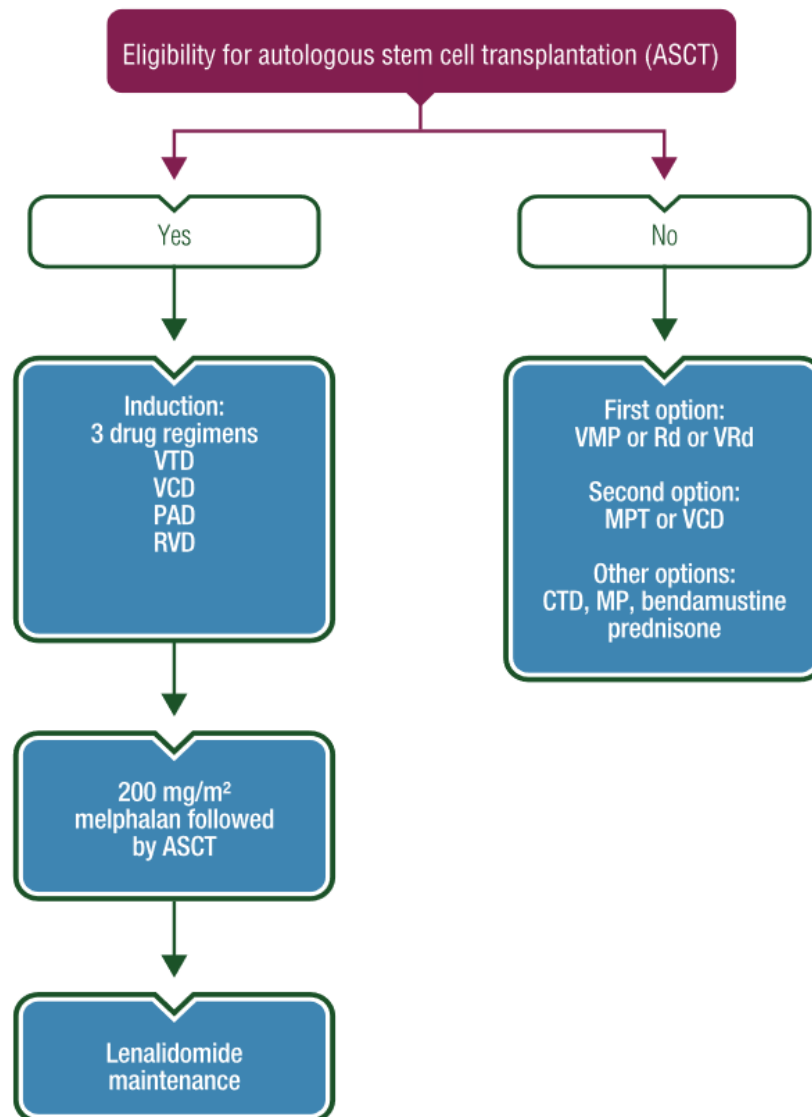 Eligibility for autologous stem cell transplantation (ASCT)
Yes
No
Induction:
3 drug regimens
VTD
VCD
PAD
RVD
First option:
VMP or Rd or VRd
Second option:
MPT or VCD
Other options:
CTD, MP, bendamustine
prednisone
200 mg/m²
melphalan followed
by ASCT
Lenalidomide
maintenance